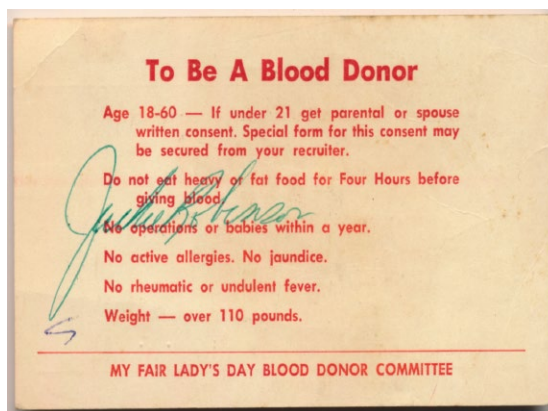 To Be A Blood Donor
Age 18-60 — If under 21 get parental or spouse
written consent. Special form for this consent may
be secured from your recruiter.
Do not eat heavy or fat food for Four Hours before
giving blood.
Jackie Robinson
No operations or babies within a year.
No active allergies. No jaundice.
No rheumatic or undulent fever.
Weight — over 110 pounds.
MY FAIR LADY'S DAY BLOOD DONOR COMMITTEE